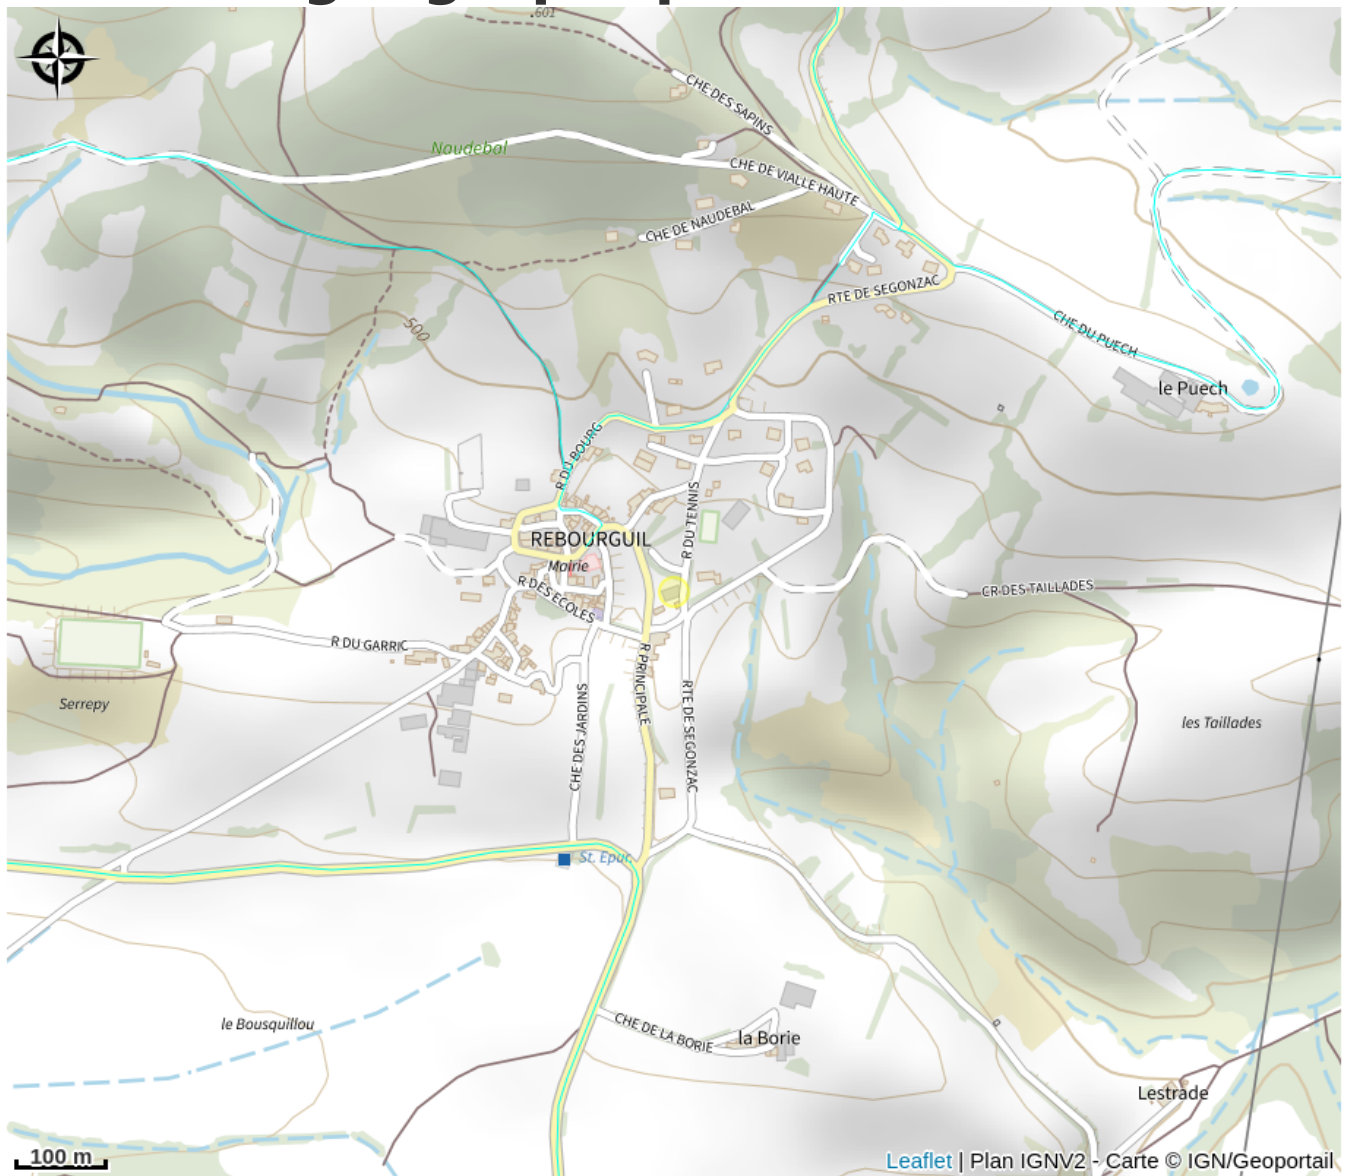 601
CHE DES SAPINS
Naudebal
CHE DE VIALLE HAUTE
CHE DE NAUDEBAL
RTE DE SEGONZAC
500
CHE DU PUECH
le Puech
R DU BOURG
R DU TENNIS
REBOURGUIL
Mairie
R DES ECOLES
CR DES TAILLADES
R DU GARRIC
R PRINCIPALE
Serrepy
CHE DES JARDINS
RTE DE SEGONZAC
les Taillades
St. Epur.
le Bousquillou
CHE DE LA BORIE
la Borie
Lestrade
100 m
Leaflet | Plan IGNV2 - Carte © IGN/Geoportail